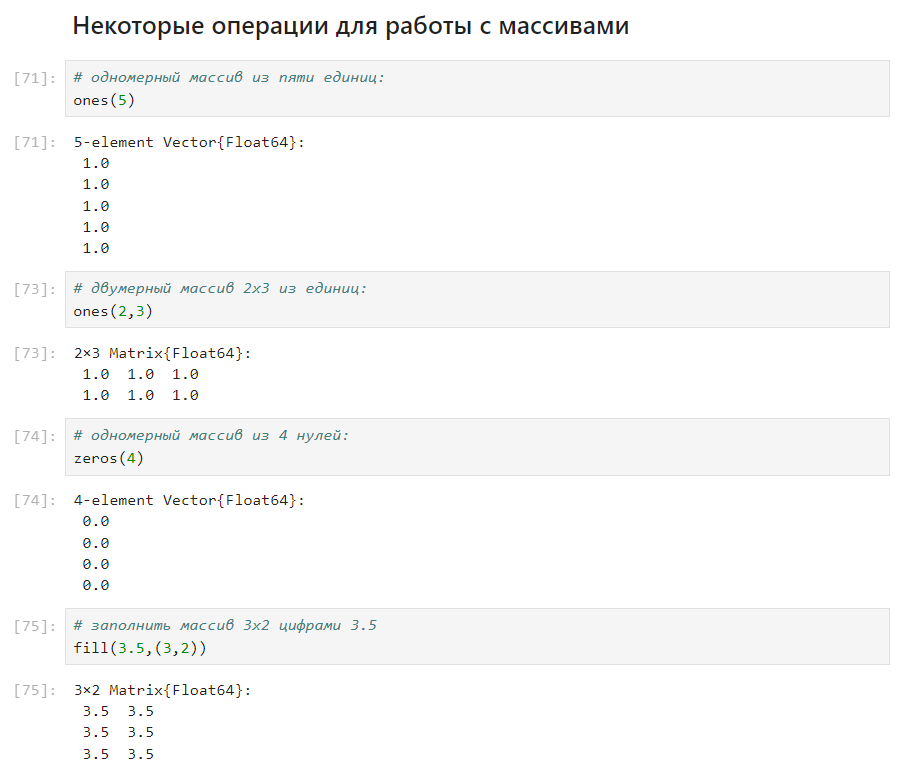 Некоторые операции для работы с массивами
[71]: # одномерный массив из пяти единиц:
ones(5)
[71]: 5-element Vector{Float64}:
1.0
1.0
1.0
1.0
1.0
[73]: # двумерный массив 2x3 из единиц:
ones(2,3)
[73]: 2×3 Matrix{Float64}:
1.0  1.0  1.0
1.0  1.0  1.0
[74]: # одномерный массив из 4 нулей:
zeros(4)
[74]: 4-element Vector{Float64}:
0.0
0.0
0.0
0.0
[75]: # заполнить массив 3x2 цифрами 3.5
fill(3.5,(3,2))
[75]: 3×2 Matrix{Float64}:
3.5  3.5
3.5  3.5
3.5  3.5